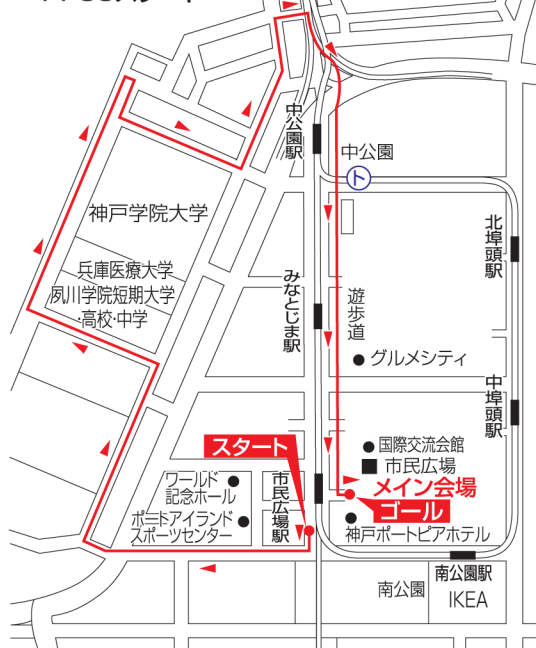 中公園駅
中公園
ト
神戸学院大学
北埠頭駅
兵庫医療大学
夙川学院短期大学
・高校・中学
みなとじま駅
遊歩道
グルメシティ
中埠頭駅
スタート
国際交流会館
市民広場
ワールド
記念ホール
市民広場駅
メイン会場
ゴール
ポートアイランド
スポーツセンター
神戸ポートピアホテル
南公園駅
南公園
IKEA